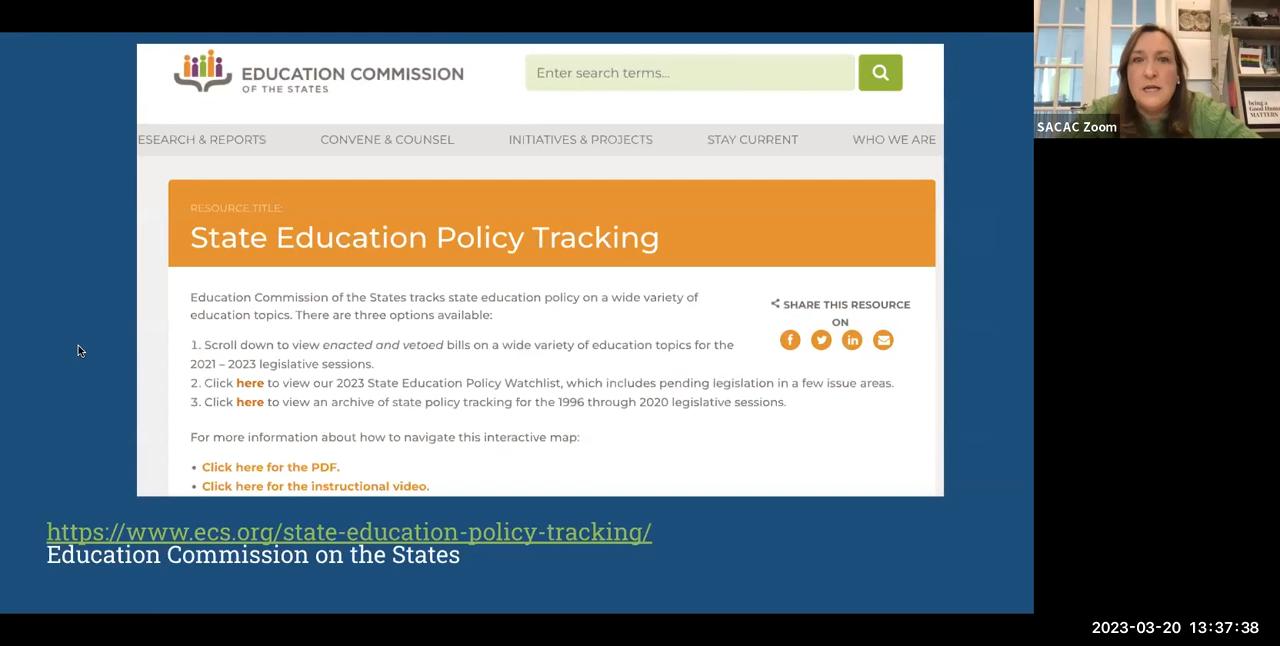 EDUCATION COMMISSION
OF THE STATES
Enter search terms...
ESEARCH & REPORTS
CONVENE & COUNSEL
INITIATIVES & PROJECTS
STAY CURRENT
WHO WE ARE
RESOURCE TITLE:
State Education Policy Tracking
Education Commission of the States tracks state education policy on a wide variety of
education topics. There are three options available:
1. Scroll down to view enacted and vetoed bills on a wide variety of education topics for the
2021 – 2023 legislative sessions.
2. Click here to view our 2023 State Education Policy Watchlist, which includes pending legislation in a few issue areas.
3. Click here to view an archive of state policy tracking for the 1996 through 2020 legislative sessions.
For more information about how to navigate this interactive map:
• Click here for the PDF.
• Click here for the instructional video.
SHARE THIS RESOURCE
ON
https://www.ecs.org/state-education-policy-tracking/
Education Commission on the States
SACAC Zoom
being a
Good Human
MATTERS
2023-03-20 13:37:38